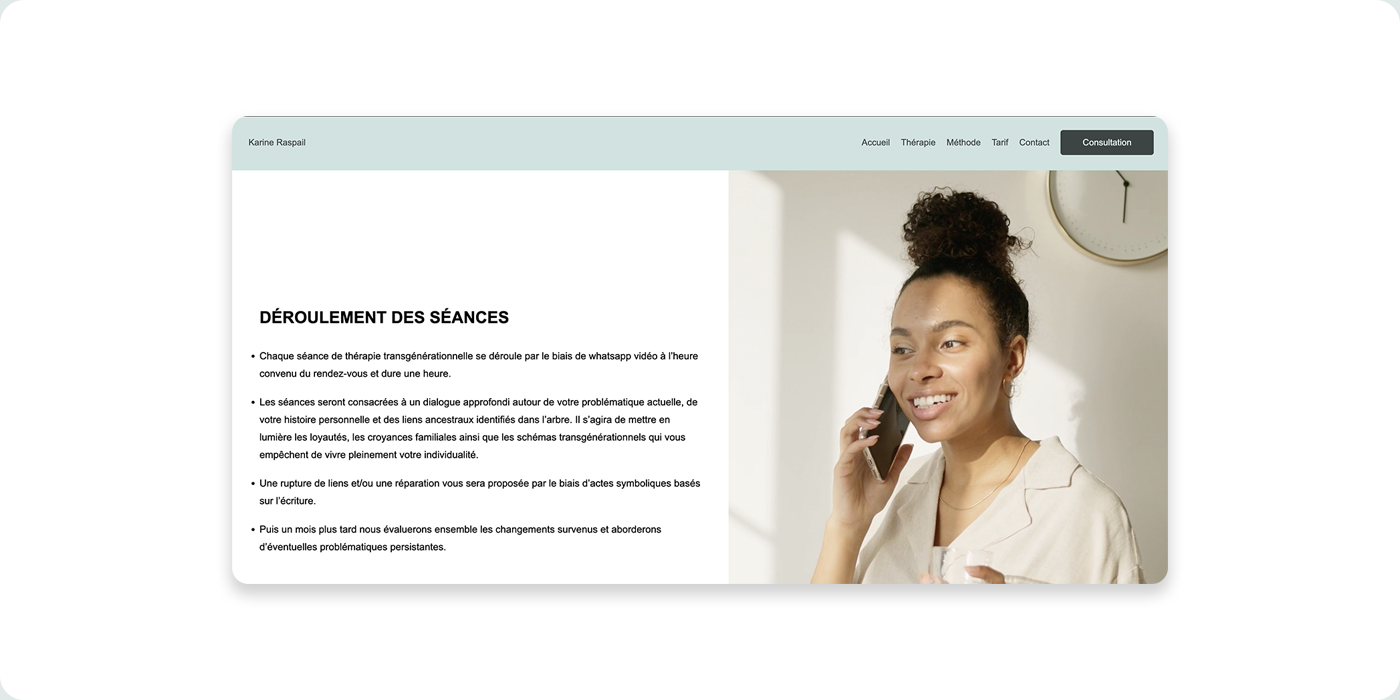 Karine Raspail
Accueil Thérapie Méthode Tarif Contact Consultation
DÉROULEMENT DES SÉANCES
• Chaque séance de thérapie transgénérationnelle se déroule par le biais de whatsapp vidéo à l’heure
convenu du rendez-vous et dure une heure.
• Les séances seront consacrées à un dialogue approfondi autour de votre problématique actuelle, de
votre histoire personnelle et des liens ancestraux identifiés dans l’arbre. Il s’agira de mettre en
lumière les loyautés, les croyances familiales ainsi que les schémas transgénérationnels qui vous
empêchent de vivre pleinement votre individualité.
• Une rupture de liens et/ou une réparation vous sera proposée par le biais d’actes symboliques basés
sur l’écriture.
• Puis un mois plus tard nous évaluerons ensemble les changements survenus et aborderons
d’éventuelles problématiques persistantes.